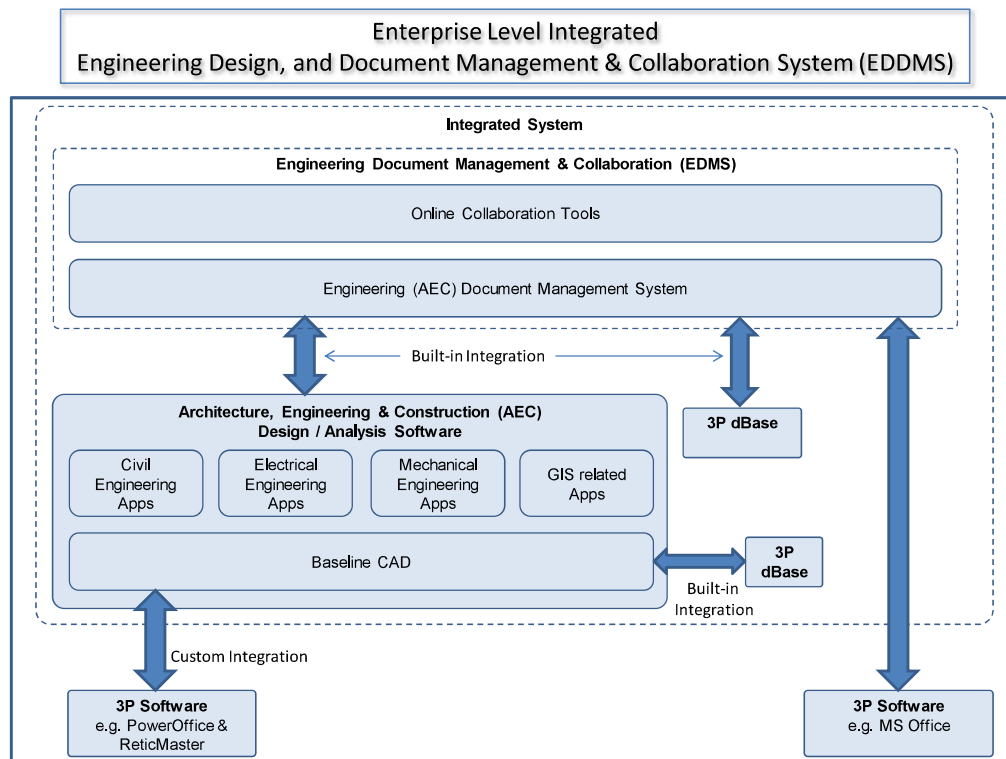 Enterprise Level Integrated
Engineering Design, and Document Management & Collaboration System (EDDMS)
Integrated System
Engineering Document Management & Collaboration (EDMS)
Online Collaboration Tools
Engineering (AEC) Document Management System
Built-in Integration
Architecture, Engineering & Construction (AEC)
Design / Analysis Software
3P dBase
Civil
Engineering
Apps
Electrical
Engineering
Apps
Mechanical
Engineering
Apps
GIS related
Apps
Baseline CAD
3P
dBase
Built-in
Integration
Custom Integration
3P Software
e.g. PowerOffice &
ReticMaster
3P Software
e.g. MS Office